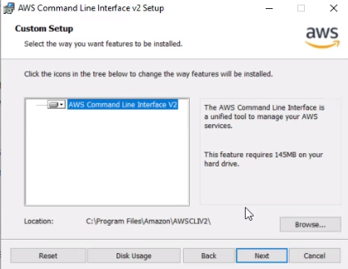 AWS Command Line Interface v2 Setup
Custom Setup
Select the way you want features to be installed.
aws
Click the icons in the tree below to change the way features will be installed.
AWS Command Line Interface V2
The AWS Command Line Interface is
a unified tool to manage your AWS
services.
This feature requires 145MB on your
hard drive.
Location: C:\Program Files\Amazon\AWSCLIV2\
Browse...
Reset Disk Usage Back Next Cancel